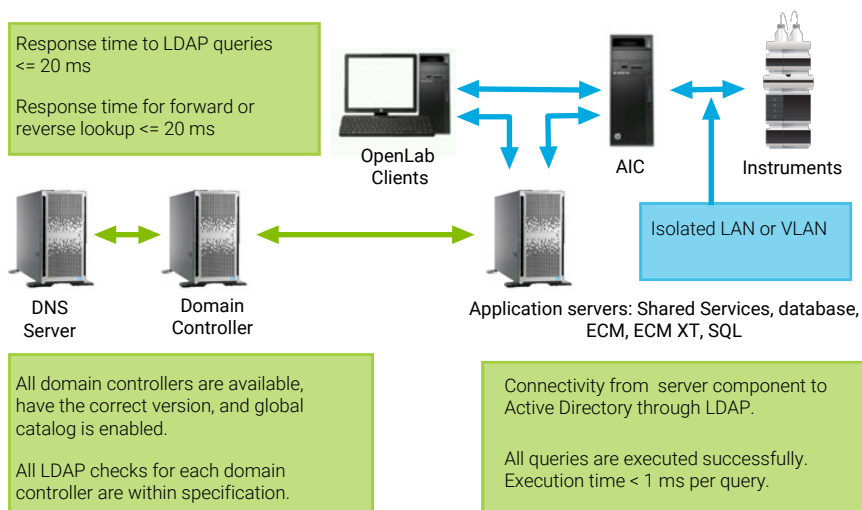 Response time to LDAP queries
<= 20 ms
Response time for forward or
reverse lookup <= 20 ms
OpenLab
Clients
AIC
Instruments
Isolated LAN or VLAN
DNS
Server
Domain
Controller
Application servers: Shared Services, database,
ECM, ECM XT, SQL
All domain controllers are available,
have the correct version, and global
catalog is enabled.
All LDAP checks for each domain
controller are within specification.
Connectivity from server component to
Active Directory through LDAP.
All queries are executed successfully.
Execution time < 1 ms per query.